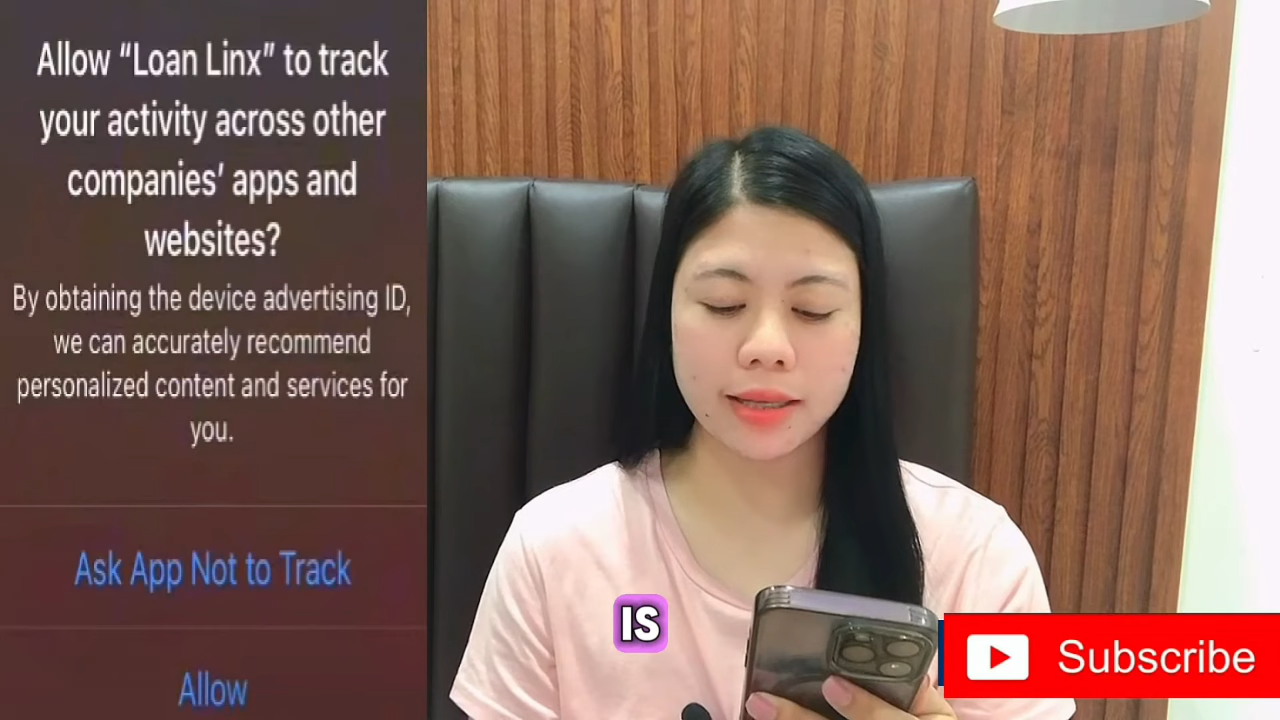 Allow “Loan Linx” to track
your activity across other
companies’ apps and
websites?
By obtaining the device advertising ID,
we can accurately recommend
personalized content and services for
you.
Ask App Not to Track
Allow
IS
Subscribe